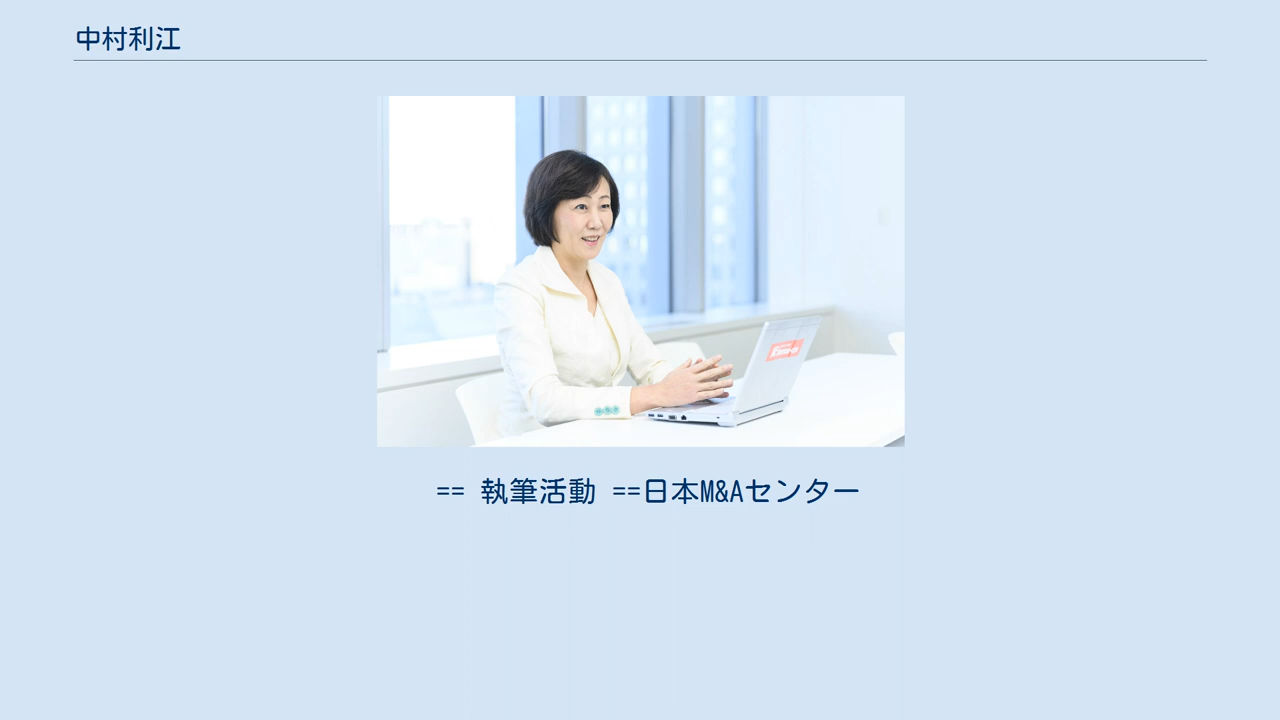 中村利江
== 執筆活動 ==日本M&Aセンター